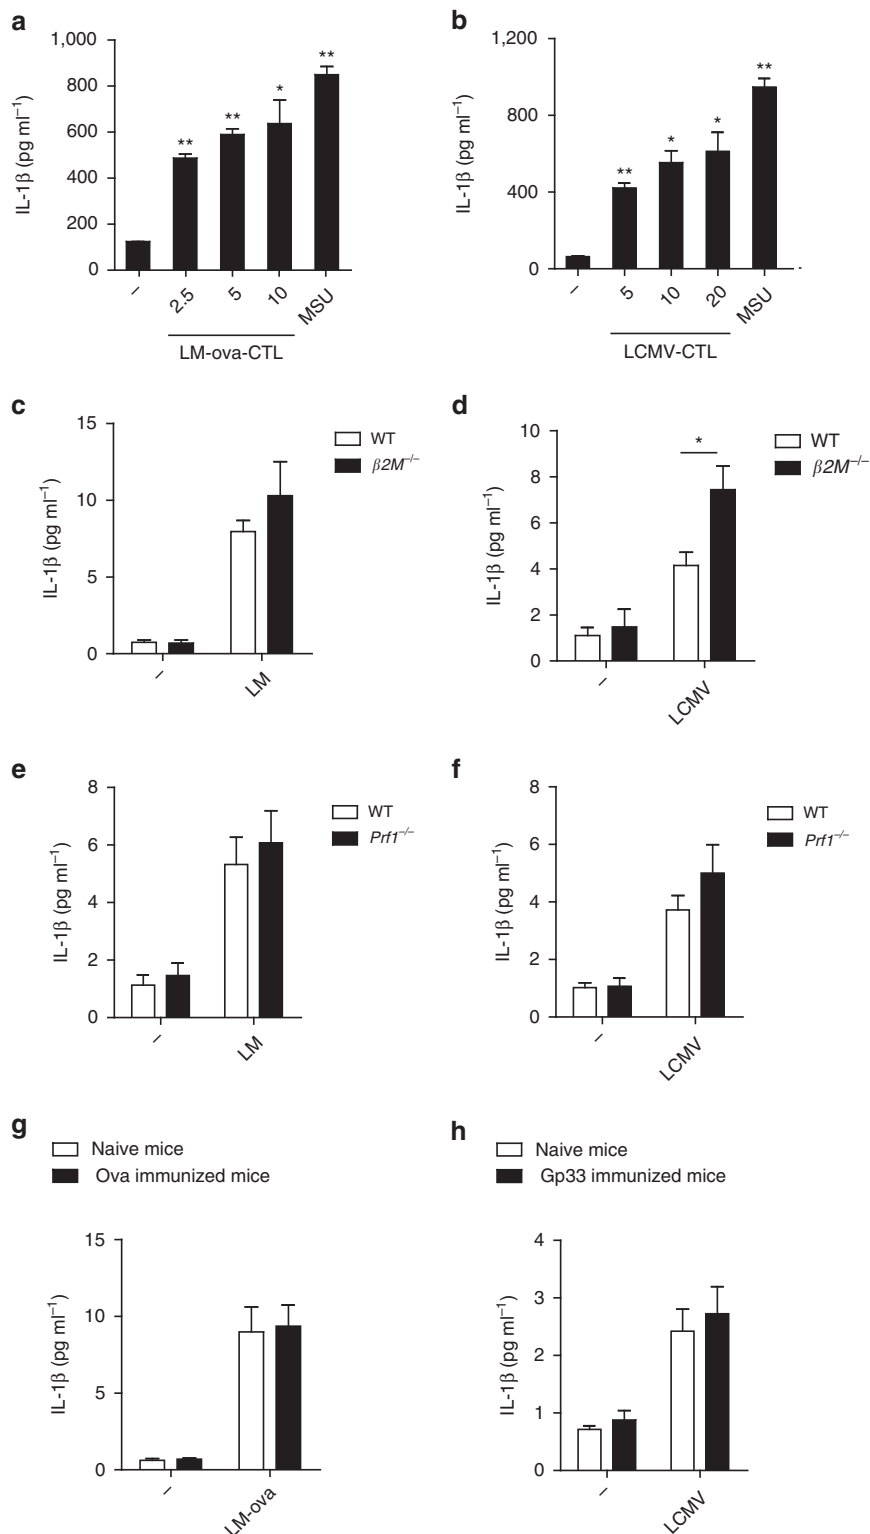 a
1,000
800
600
400
200
0
IL-1β (pg ml–1)
**
**
*
**
–
2.5
5
10
MSU
LM-ova-CTL
b
1,200
800
400
0
IL-1β (pg ml–1)
**
*
*
**
–
5
10
20
MSU
LCMV-CTL
c
15
10
5
0
IL-1β (pg ml–1)
WT
β2M–/–
–
LM
d
10
8
6
4
2
0
IL-1β (pg ml–1)
*
WT
β2M–/–
–
LCMV
e
8
6
4
2
0
IL-1β (pg ml–1)
WT
Prf1–/–
–
LM
f
8
6
4
2
0
IL-1β (pg ml–1)
WT
Prf1–/–
–
LCMV
g
Naive mice
Ova immunized mice
15
10
5
0
IL-1β (pg ml–1)
–
LM-ova
h
Naive mice
Gp33 immunized mice
4
3
2
1
0
IL-1β (pg ml–1)
–
LCMV